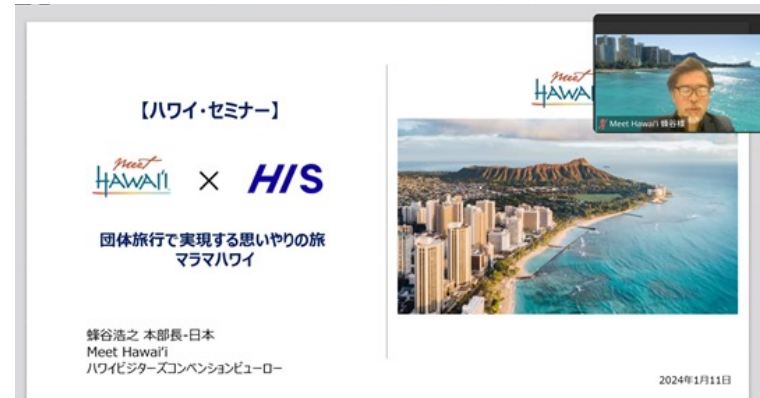 【ハワイ・セミナー】
meet
HAWAI'I
×
HIS
団体旅行で実現する思いやりの旅
マラマハワイ
蜂谷浩之 本部長-日本
Meet Hawai'i
ハワイビジターズコンベンションビューロー
meet
HAWA
Meet Hawai'i 蜂谷様
2024年1月11日